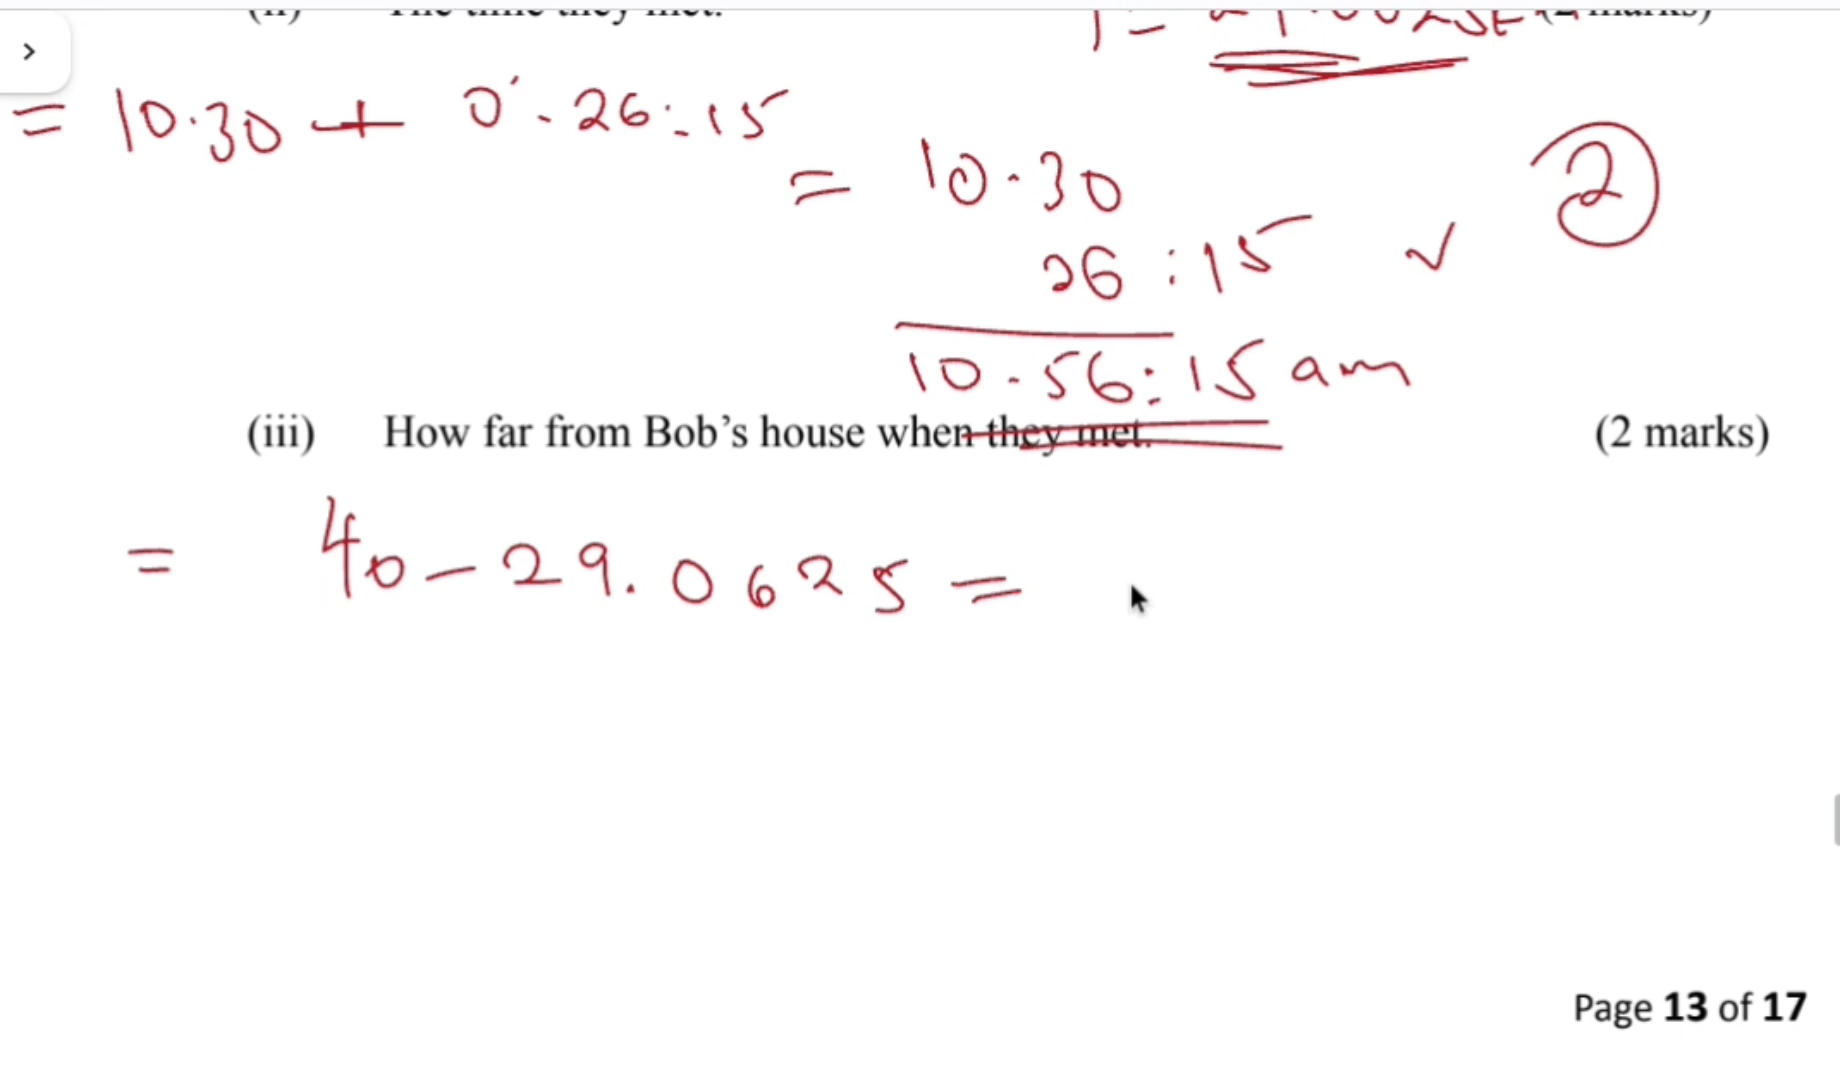 = 10.30 + 0.26:15
= 10.30
②
26:15 ✓
10.56:15 am
(iii) How far from Bob's house when they met. (2 marks)
= 40 - 29.0625 =
Page 13 of 17